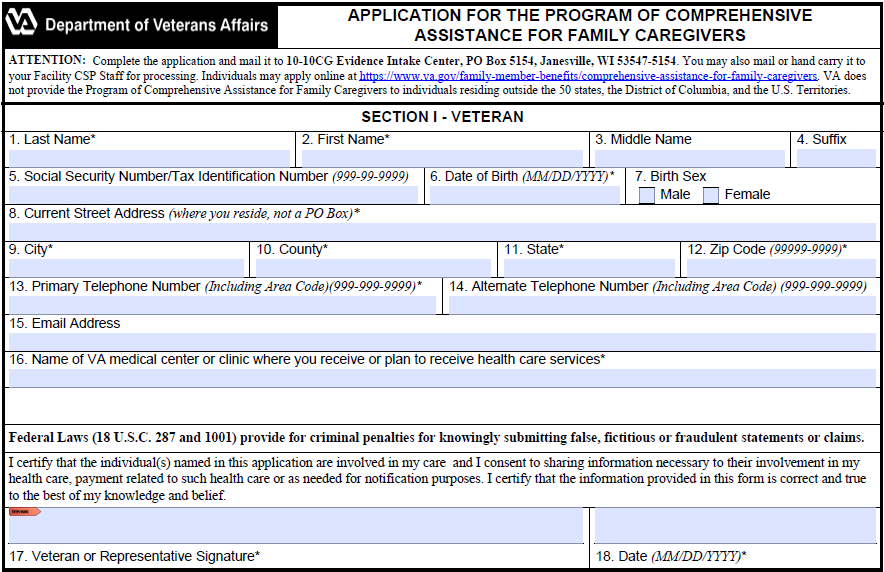 VA Department of Veterans Affairs
APPLICATION FOR THE PROGRAM OF COMPREHENSIVE
ASSISTANCE FOR FAMILY CAREGIVERS
ATTENTION: Complete the application and mail it to 10-10CG Evidence Intake Center, PO Box 5154, Janesville, WI 53547-5154. You may also mail or hand carry it to
your Facility CSP Staff for processing. Individuals may apply online at https://www.va.gov/family-member-benefits/comprehensive-assistance-for-family-caregivers. VA does
not provide the Program of Comprehensive Assistance for Family Caregivers to individuals residing outside the 50 states, the District of Columbia, and the U.S. Territories.
SECTION I - VETERAN
1. Last Name* 2. First Name* 3. Middle Name 4. Suffix
5. Social Security Number/Tax Identification Number (999-99-9999) 6. Date of Birth (MM/DD/YYYY)* 7. Birth Sex
Male Female
8. Current Street Address (where you reside, not a PO Box)*
9. City* 10. County* 11. State* 12. Zip Code (99999-9999)*
13. Primary Telephone Number (Including Area Code)(999-999-9999)* 14. Alternate Telephone Number (Including Area Code) (999-999-9999)
15. Email Address
16. Name of VA medical center or clinic where you receive or plan to receive health care services*
Federal Laws (18 U.S.C. 287 and 1001) provide for criminal penalties for knowingly submitting false, fictitious or fraudulent statements or claims.
I certify that the individual(s) named in this application are involved in my care and I consent to sharing information necessary to their involvement in my
health care, payment related to such health care or as needed for notification purposes. I certify that the information provided in this form is correct and true
to the best of my knowledge and belief.
17. Veteran or Representative Signature* 18. Date (MM/DD/YYYY)*